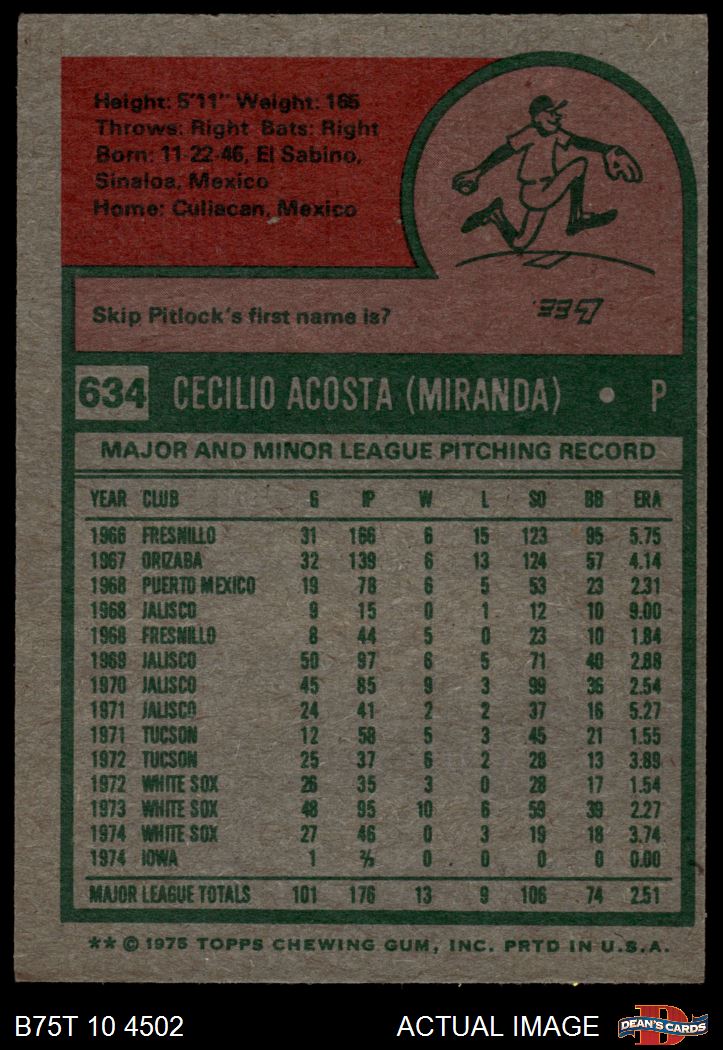 Height: 5'11" Weight: 165
Throws: Right Bats: Right
Born: 11-22-46, El Sabino,
Sinaloa, Mexico
Home: Culiacan, Mexico
Skip Pitlock's first name is?
LEE.
634 CECILIO ACOSTA (MIRANDA) • P
MAJOR AND MINOR LEAGUE PITCHING RECORD
YEAR CLUB G IP W L SO BB ERA
1966 FRESNILLO 31 166 6 15 123 95 5.75
1967 ORIZABA 32 139 6 13 124 57 4.14
1968 PUERTO MEXICO 19 78 6 5 53 23 2.31
1968 JALISCO 9 15 0 1 12 10 9.00
1968 FRESNILLO 8 44 5 0 23 10 1.84
1969 JALISCO 50 97 6 5 71 40 2.88
1970 JALISCO 45 85 9 3 99 36 2.54
1971 JALISCO 24 41 2 2 37 16 5.27
1971 TUCSON 12 58 5 3 45 21 1.55
1972 TUCSON 25 37 6 2 28 13 3.89
1972 WHITE SOX 26 35 3 0 28 17 1.54
1973 WHITE SOX 48 95 10 6 59 39 2.27
1974 WHITE SOX 27 46 0 3 19 18 3.74
1974 IOWA 1 ⅔ 0 0 0 0 0.00
MAJOR LEAGUE TOTALS 101 176 13 9 106 74 2.51
** © 1975 TOPPS CHEWING GUM, INC. PRTD IN U.S.A.
B75T 10 4502 ACTUAL IMAGE DEAN'S CARDS